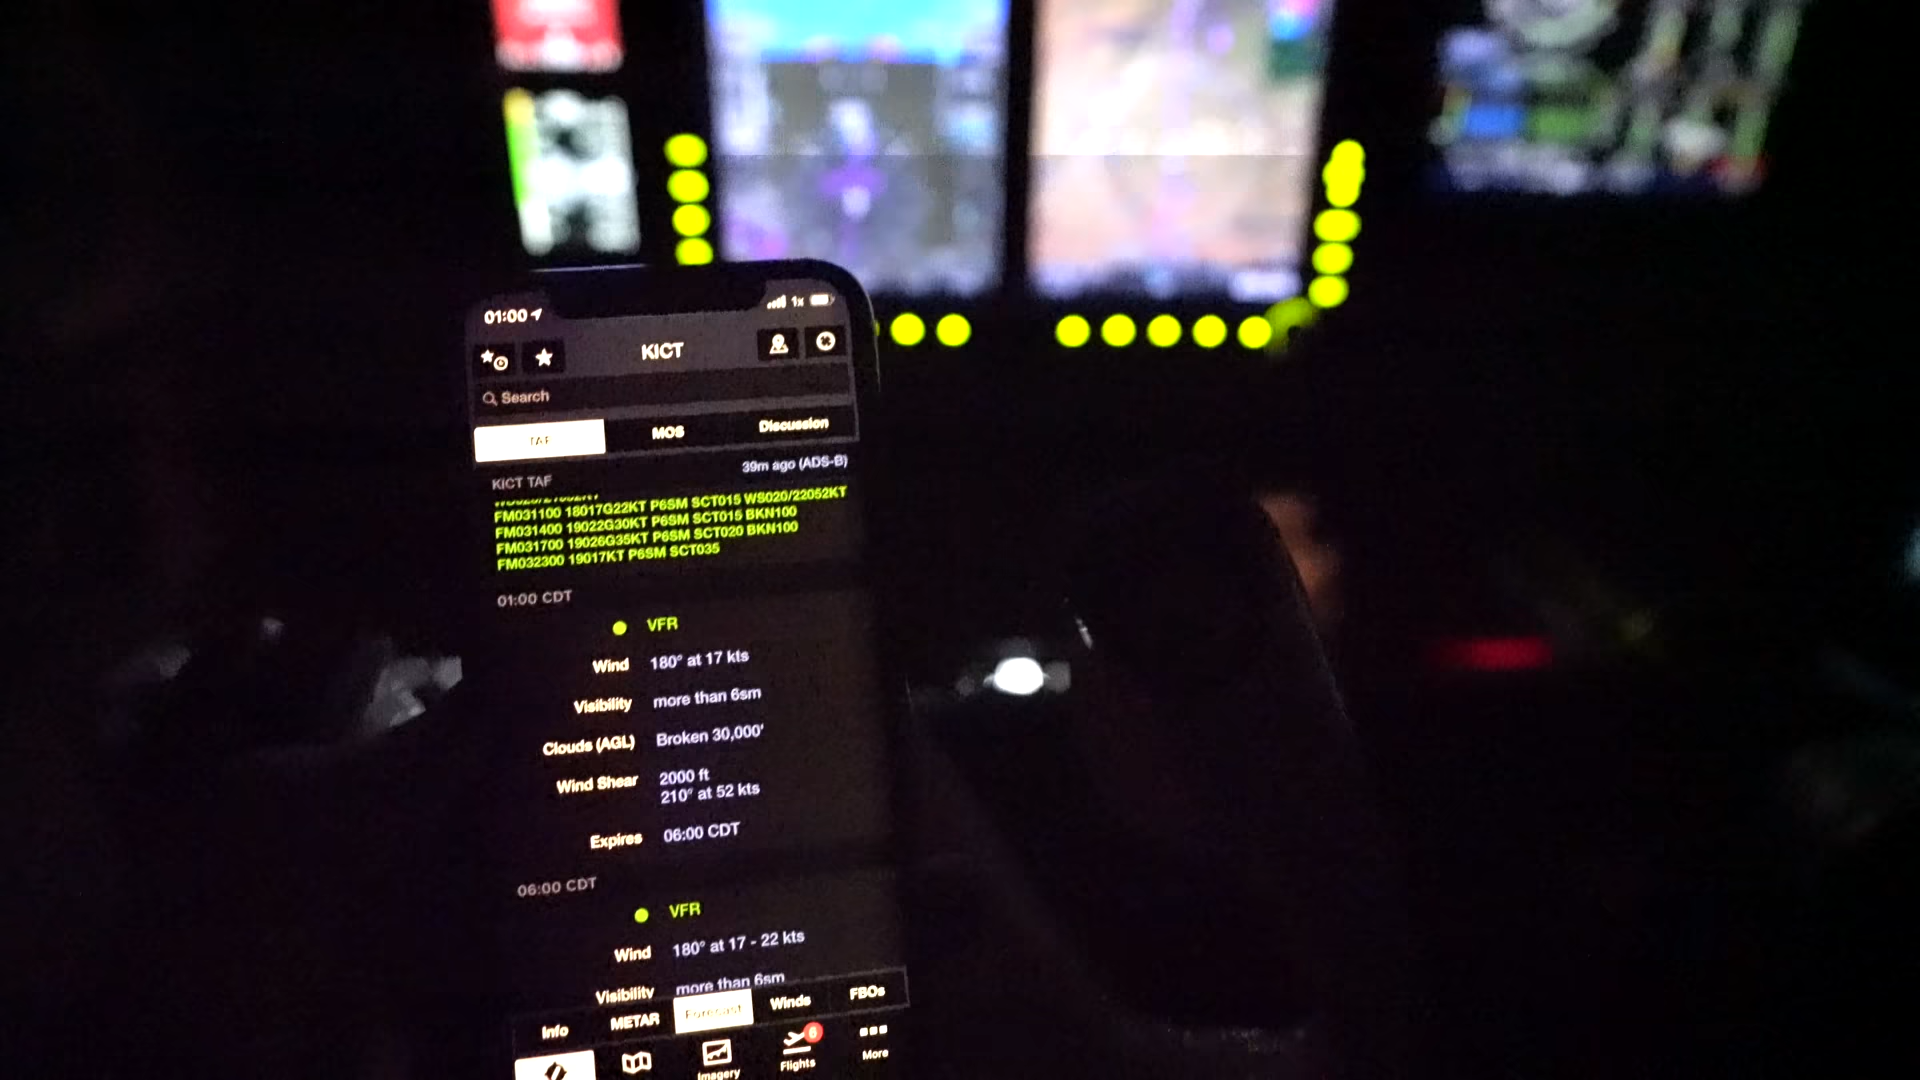 01:00
1x
KICT
Search
TAF
MOS
Discussion
KICT TAF
39m ago (ADS-B)
FM031100 18017G22KT P6SM SCT015 WS020/22052KT
FM031400 19022G30KT P6SM SCT015 BKN100
FM031700 19026G35KT P6SM SCT020 BKN100
FM032300 19017KT P6SM SCT035
01:00 CDT
VFR
Wind 180° at 17 kts
Visibility more than 6sm
Clouds (AGL) Broken 30,000'
Wind Shear 2000 ft
210° at 52 kts
Expires 06:00 CDT
06:00 CDT
VFR
Wind 180° at 17 - 22 kts
Visibility more than 6sm
Info
METAR
Forecast
Winds
FBOs
Imagery
6
Flights
More